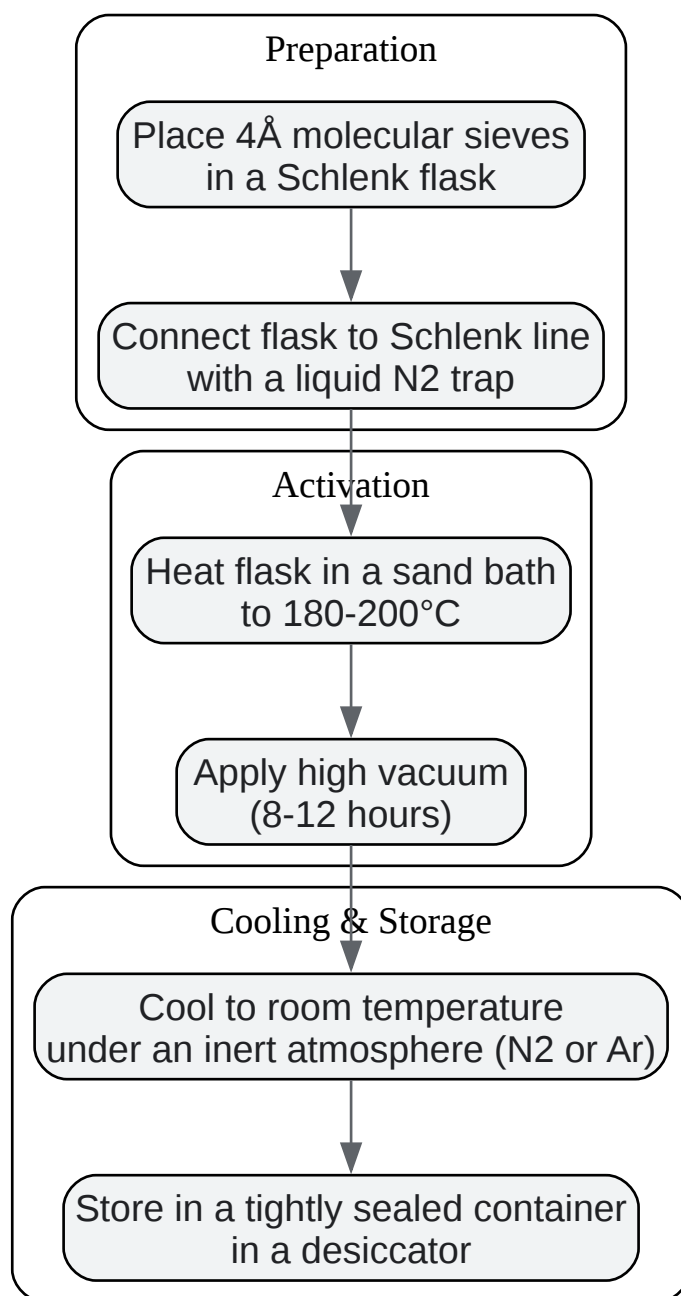 Preparation
Place 4Å molecular sieves
in a Schlenk flask
Connect flask to Schlenk line
with a liquid N2 trap
Activation
Heat flask in a sand bath
to 180-200°C
Apply high vacuum
(8-12 hours)
Cooling & Storage
Cool to room temperature
under an inert atmosphere (N2 or Ar)
Store in a tightly sealed container
in a desiccator